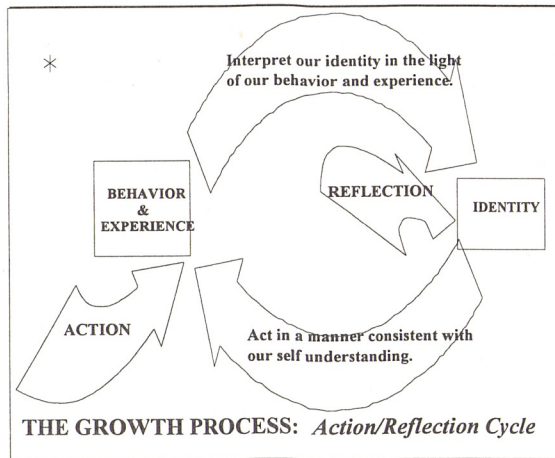 *
Interpret our identity in the light
of our behavior and experience.
BEHAVIOR
&
EXPERIENCE
REFLECTION
IDENTITY
ACTION
Act in a manner consistent with
our self understanding.
THE GROWTH PROCESS: Action/Reflection Cycle